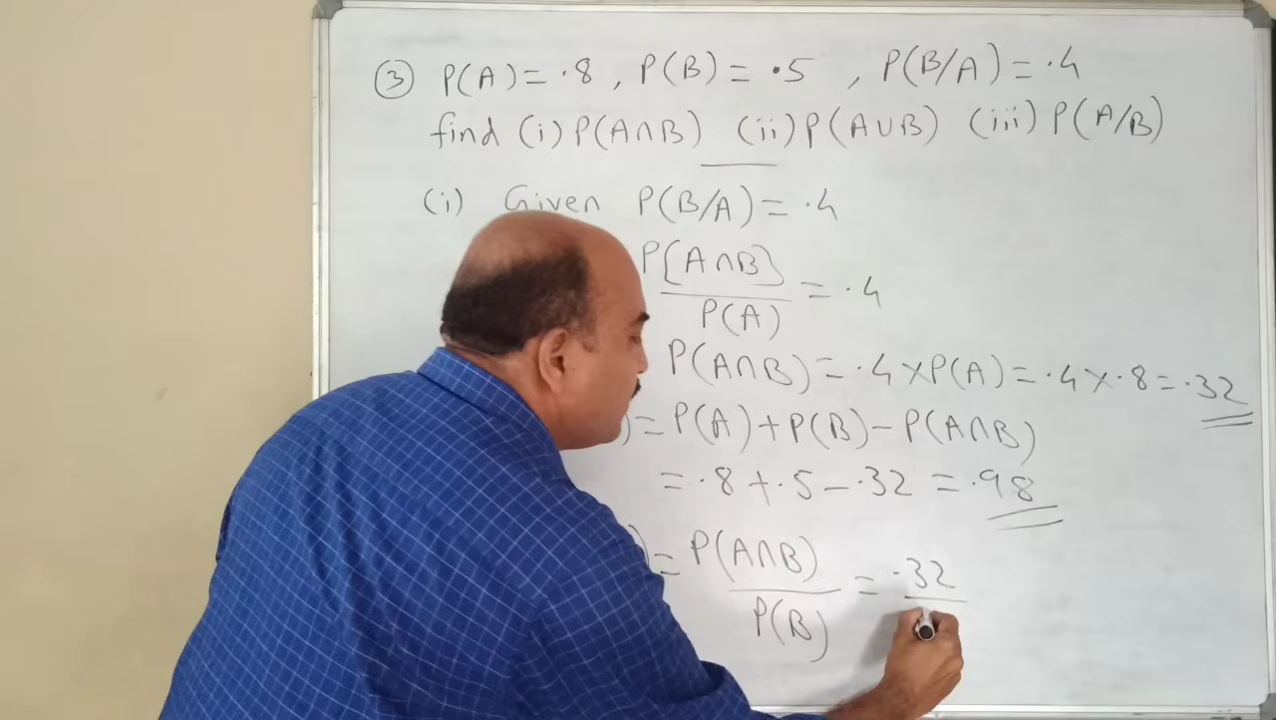 ③ P(A) = .8 , P(B) = .5 , P(B/A) = .4
find (i) P(A∩B) (ii) P(A∪B) (iii) P(A/B)
(i) Given P(B/A) = .4
P(A∩B) / P(A) = .4
P(A∩B) = .4 × P(A) = .4 × .8 = .32
) = P(A) + P(B) − P(A∩B)
= .8 + .5 − .32 = .98
) = P(A∩B) / P(B) = .32